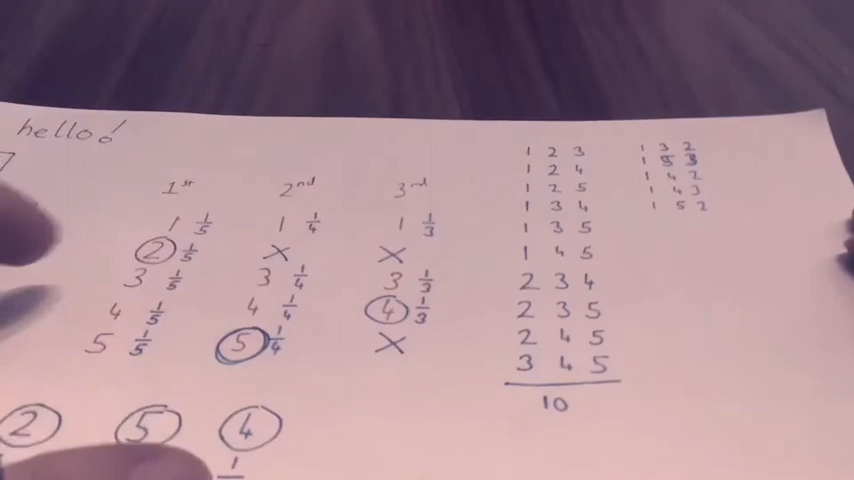 hello!
1st 2nd 3rd
1 1/5 1 1/4 1 1/3
2 1/5 X X
3 1/5 3 1/4 3 1/3
4 1/5 4 1/4 4 1/3
5 1/5 5 1/4 X
2 5 4
1
1 2 3
1 2 4
1 2 5
1 3 4
1 3 5
1 4 5
2 3 4
2 3 5
2 4 5
3 4 5
10
1 3 2
1 4 2
1 4 3
1 5 2